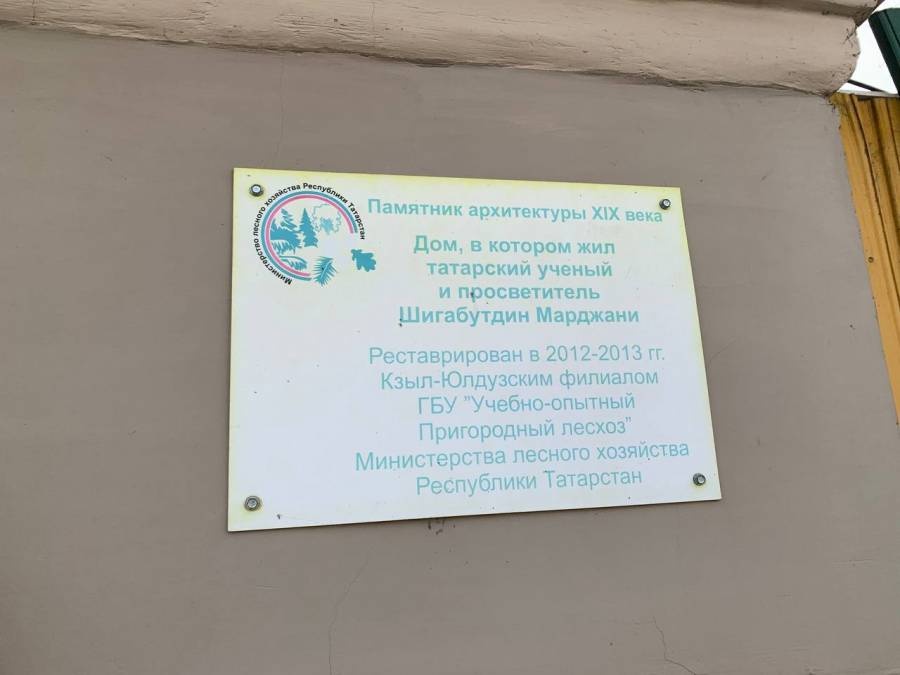 Министерство лесного хозяйства Республики Татарстан
Памятник архитектуры XIX века
Дом, в котором жил
татарский ученый
и просветитель
Шигабутдин Марджани
Реставрирован в 2012-2013 гг.
Кзыл-Юлдузским филиалом
ГБУ "Учебно-опытный
Пригородный лесхоз"
Министерства лесного хозяйства
Республики Татарстан